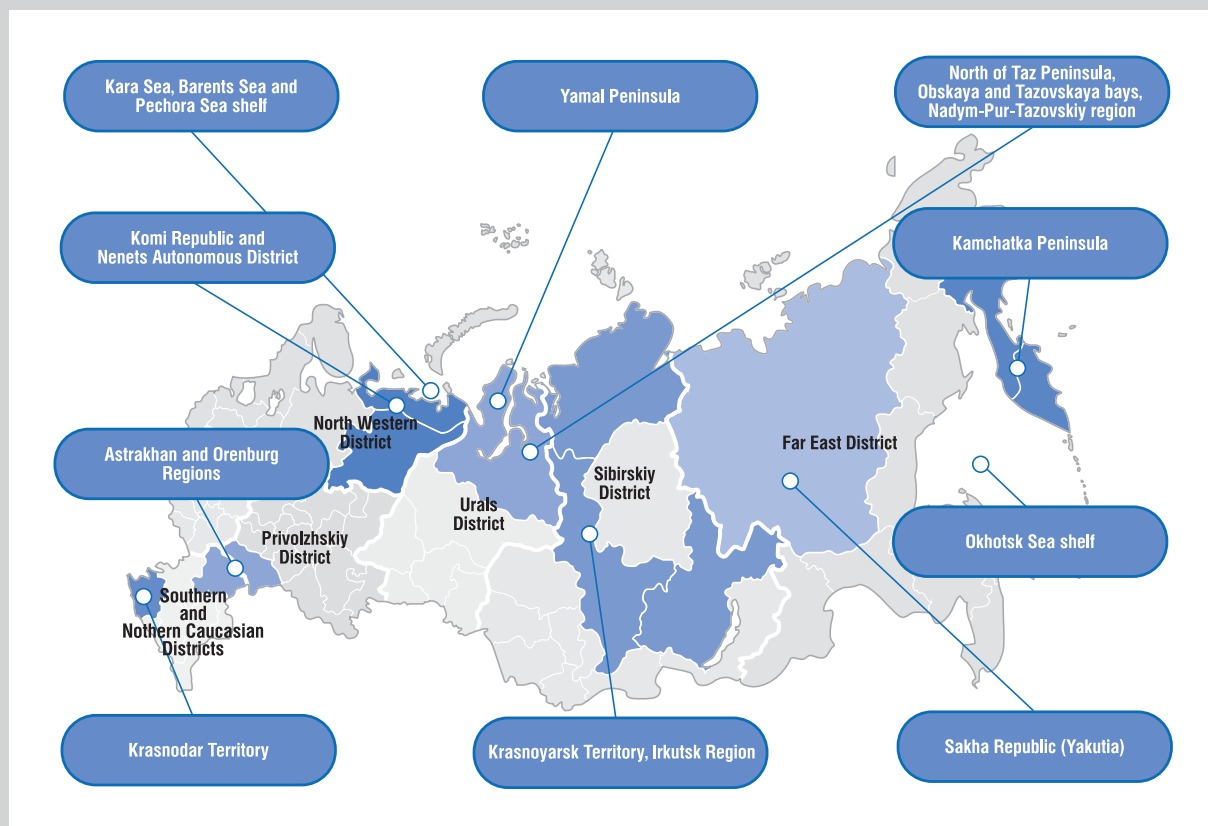 Kara Sea, Barents Sea and
Pechora Sea shelf
Yamal Peninsula
North of Taz Peninsula,
Obskaya and Tazovskaya bays,
Nadym-Pur-Tazovskiy region
Komi Republic and
Nenets Autonomous District
Kamchatka Peninsula
North Western
District
Far East District
Astrakhan and Orenburg
Regions
Sibirskiy
District
Urals
District
Privolzhskiy
District
Okhotsk Sea shelf
Southern
and
Nothern Caucasian
Districts
Krasnodar Territory
Krasnoyarsk Territory, Irkutsk Region
Sakha Republic (Yakutia)